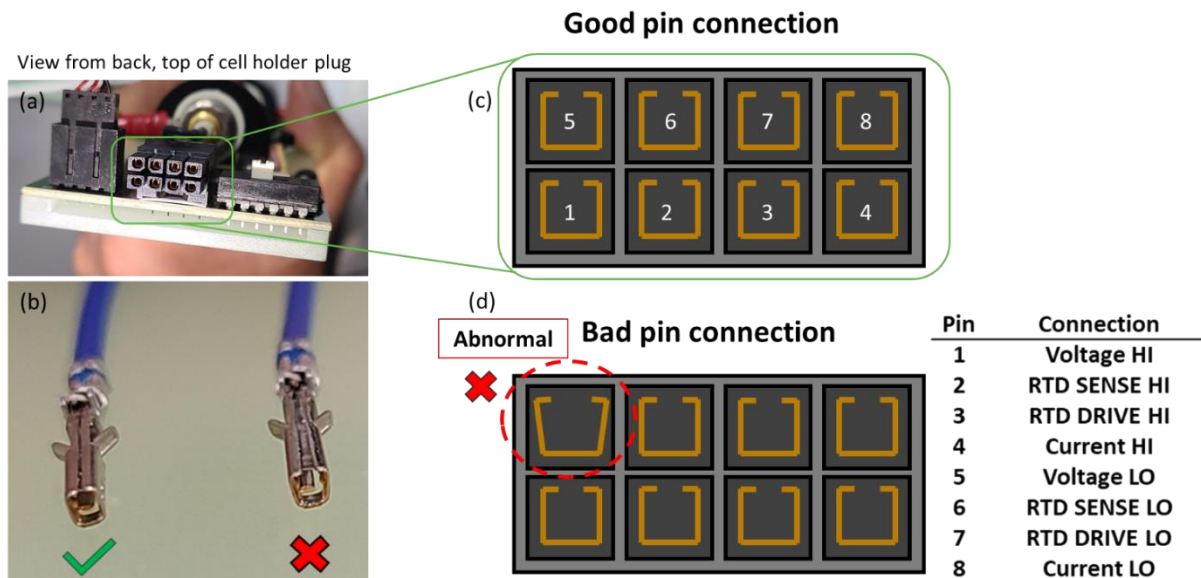 Good pin connection
View from back, top of cell holder plug
(a)
(c)
5 6 7 8
1 2 3 4
(b)
(d)
Abnormal
Bad pin connection
Pin Connection
1 Voltage HI
2 RTD SENSE HI
3 RTD DRIVE HI
4 Current HI
5 Voltage LO
6 RTD SENSE LO
7 RTD DRIVE LO
8 Current LO